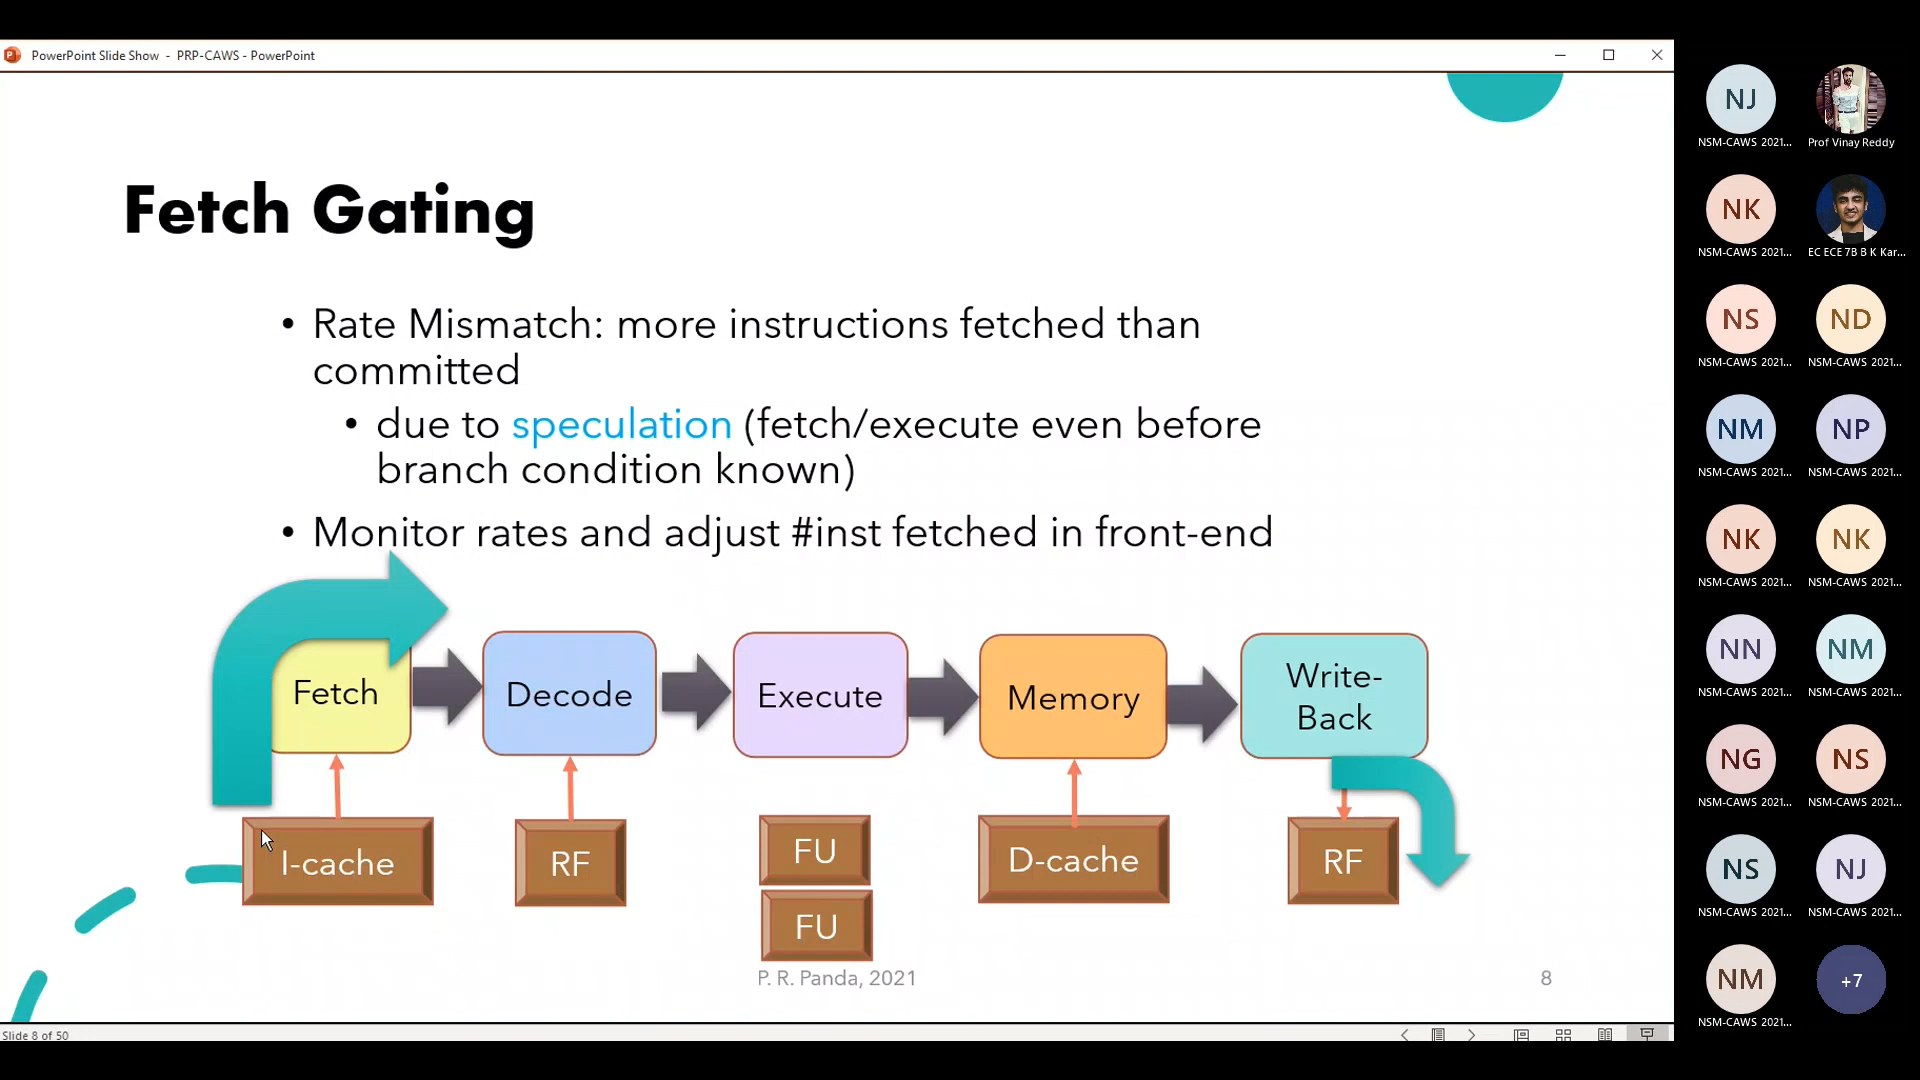 PowerPoint Slide Show - PRP-CAWS - PowerPoint
Fetch Gating
• Rate Mismatch: more instructions fetched than
committed
• due to speculation (fetch/execute even before
branch condition known)
• Monitor rates and adjust #inst fetched in front-end
Fetch
Decode
Execute
Memory
Write-
Back
I-cache
RF
FU
FU
D-cache
RF
P. R. Panda, 2021
8
Slide 8 of 50
NJ
NSM-CAWS 2021...
Prof Vinay Reddy
NK
NSM-CAWS 2021...
EC ECE 7B B K Kar...
NS
NSM-CAWS 2021...
ND
NSM-CAWS 2021...
NM
NSM-CAWS 2021...
NP
NSM-CAWS 2021...
NK
NSM-CAWS 2021...
NK
NSM-CAWS 2021...
NN
NSM-CAWS 2021...
NM
NSM-CAWS 2021...
NG
NSM-CAWS 2021...
NS
NSM-CAWS 2021...
NS
NSM-CAWS 2021...
NJ
NSM-CAWS 2021...
NM
NSM-CAWS 2021...
+7